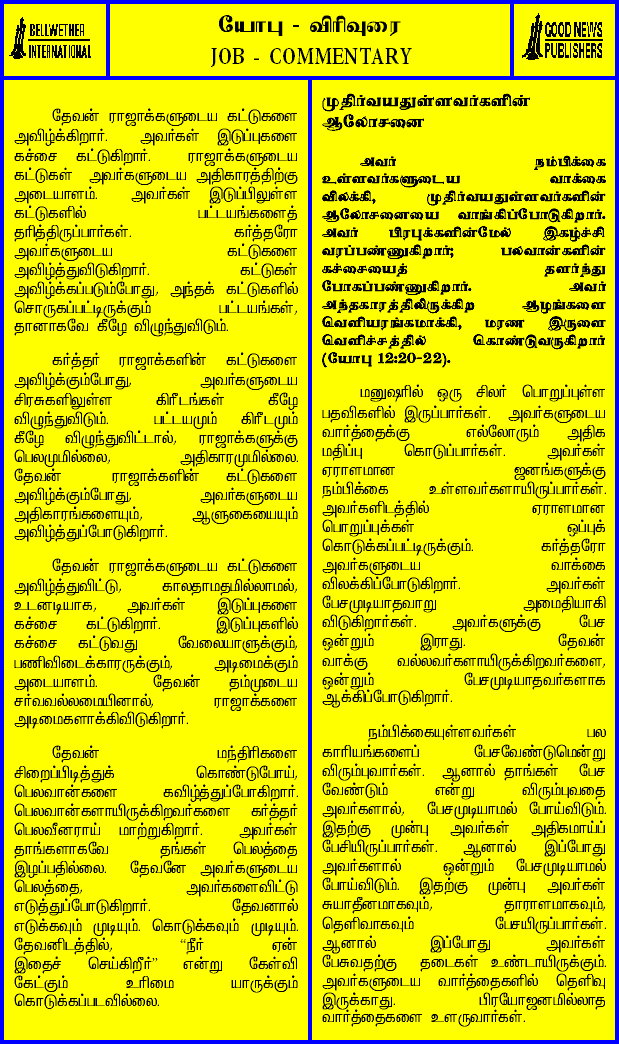 BELLWETHER
INTERNATIONAL
யோபு - விரிவுரை
JOB - COMMENTARY
GOOD NEWS
PUBLISHERS
தேவன் ராஜாக்களுடைய கட்டுகளை
அவிழ்க்கிறார். அவர்கள் இடுப்புகளை
கச்சை கட்டுகிறார். ராஜாக்களுடைய
கட்டுகள் அவர்களுடைய அதிகாரத்திற்கு
அடையாளம். அவர்கள் இடுப்பிலுள்ள
கட்டுகளில் பட்டயங்களைத்
தரித்திருப்பார்கள். கர்த்தரோ
அவர்களுடைய கட்டுகளை
அவிழ்த்துவிடுகிறார். கட்டுகள்
அவிழ்க்கப்படும்போது, அந்தக் கட்டுகளில்
சொருகப்பட்டிருக்கும் பட்டயங்கள்,
தானாகவே கீழே விழுந்துவிடும்.
கர்த்தர் ராஜாக்களின் கட்டுகளை
அவிழ்க்கும்போது, அவர்களுடைய
சிரசுகளிலுள்ள கிரீடங்கள் கீழே
விழுந்துவிடும். பட்டயமும் கிரீடமும்
கீழே விழுந்துவிட்டால், ராஜாக்களுக்கு
பெலமுமில்லை, அதிகாரமுமில்லை.
தேவன் ராஜாக்களின் கட்டுகளை
அவிழ்க்கும்போது, அவர்களுடைய
அதிகாரங்களையும், ஆளுகையையும்
அவிழ்த்துப்போடுகிறார்.
தேவன் ராஜாக்களுடைய கட்டுகளை
அவிழ்த்துவிட்டு, காலதாமதமில்லாமல்,
உடனடியாக, அவர்கள் இடுப்புகளை
கச்சை கட்டுகிறார். இடுப்புகளில்
கச்சை கட்டுவது வேலையாளுக்கும்,
பணிவிடைக்காரருக்கும், அடிமைக்கும்
அடையாளம். தேவன் தம்முடைய
சர்வவல்லமையினால், ராஜாக்களை
அடிமைகளாக்கிவிடுகிறார்.
தேவன் மந்திரிகளை
சிறைப்பிடித்துக் கொண்டுபோய்,
பெலவான்களை கவிழ்த்துப்போகிறார்.
பெலவான்களாயிருக்கிறவர்களை கர்த்தர்
பெலவீனராய் மாற்றுகிறார். அவர்கள்
தாங்களாகவே தங்கள் பெலத்தை
இழப்பதில்லை. தேவனே அவர்களுடைய
பெலத்தை, அவர்களைவிட்டு
எடுத்துப்போடுகிறார். தேவனால்
எடுக்கவும் முடியும். கொடுக்கவும் முடியும்.
தேவனிடத்தில், “நீர் ஏன்
இதைச் செய்கிறீர்” என்று கேள்வி
கேட்கும் உரிமை யாருக்கும்
கொடுக்கப்படவில்லை.
முதிர்வயதுள்ளவர்களின்
ஆலோசனை
அவர் நம்பிக்கை
உள்ளவர்களுடைய வாக்கை
விலக்கி, முதிர்வயதுள்ளவர்களின்
ஆலோசனையை வாங்கிப்போடுகிறார்.
அவர் பிரபுக்களின்மேல் இகழ்ச்சி
வரப்பண்ணுகிறார்; பலவான்களின்
கச்சையைத் தளர்ந்து
போகப்பண்ணுகிறார். அவர்
அந்தகாரத்திலிருக்கிற ஆழங்களை
வெளியரங்கமாக்கி, மரண இருளை
வெளிச்சத்தில் கொண்டுவருகிறார்
(யோபு 12:20-22).
மனுஷரில் ஒரு சிலர் பொறுப்புள்ள
பதவிகளில் இருப்பார்கள். அவர்களுடைய
வார்த்தைக்கு எல்லோரும் அதிக
மதிப்பு கொடுப்பார்கள். அவர்கள்
ஏராளமான ஜனங்களுக்கு
நம்பிக்கை உள்ளவர்களாயிருப்பார்கள்.
அவர்களிடத்தில் ஏராளமான
பொறுப்புக்கள் ஒப்புக்
கொடுக்கப்பட்டிருக்கும். கர்த்தரோ
அவர்களுடைய வாக்கை
விலக்கிப்போடுகிறார். அவர்கள்
பேசமுடியாதவாறு அமைதியாகி
விடுகிறார்கள். அவர்களுக்கு பேச
ஒன்றும் இராது. தேவன்
வாக்கு வல்லவர்களாயிருக்கிறவர்களை,
ஒன்றும் பேசமுடியாதவர்களாக
ஆக்கிப்போடுகிறார்.
நம்பிக்கையுள்ளவர்கள் பல
காரியங்களைப் பேசவேண்டுமென்று
விரும்புவார்கள். ஆனால் தாங்கள் பேச
வேண்டும் என்று விரும்புவதை
அவர்களால், பேசமுடியாமல் போய்விடும்.
இதற்கு முன்பு அவர்கள் அதிகமாய்ப்
பேசியிருப்பார்கள். ஆனால் இப்போது
அவர்களால் ஒன்றும் பேசமுடியாமல்
போய்விடும். இதற்கு முன்பு அவர்கள்
சுயாதீனமாகவும், தாராளமாகவும்,
தெளிவாகவும் பேசயிருப்பார்கள்.
ஆனால் இப்போது அவர்கள்
பேசுவதற்கு தடைகள் உண்டாயிருக்கும்.
அவர்களுடைய வார்த்தைகளில் தெளிவு
இருக்காது. பிரயோஜனமில்லாத
வார்த்தைகளை உளருவார்கள்.